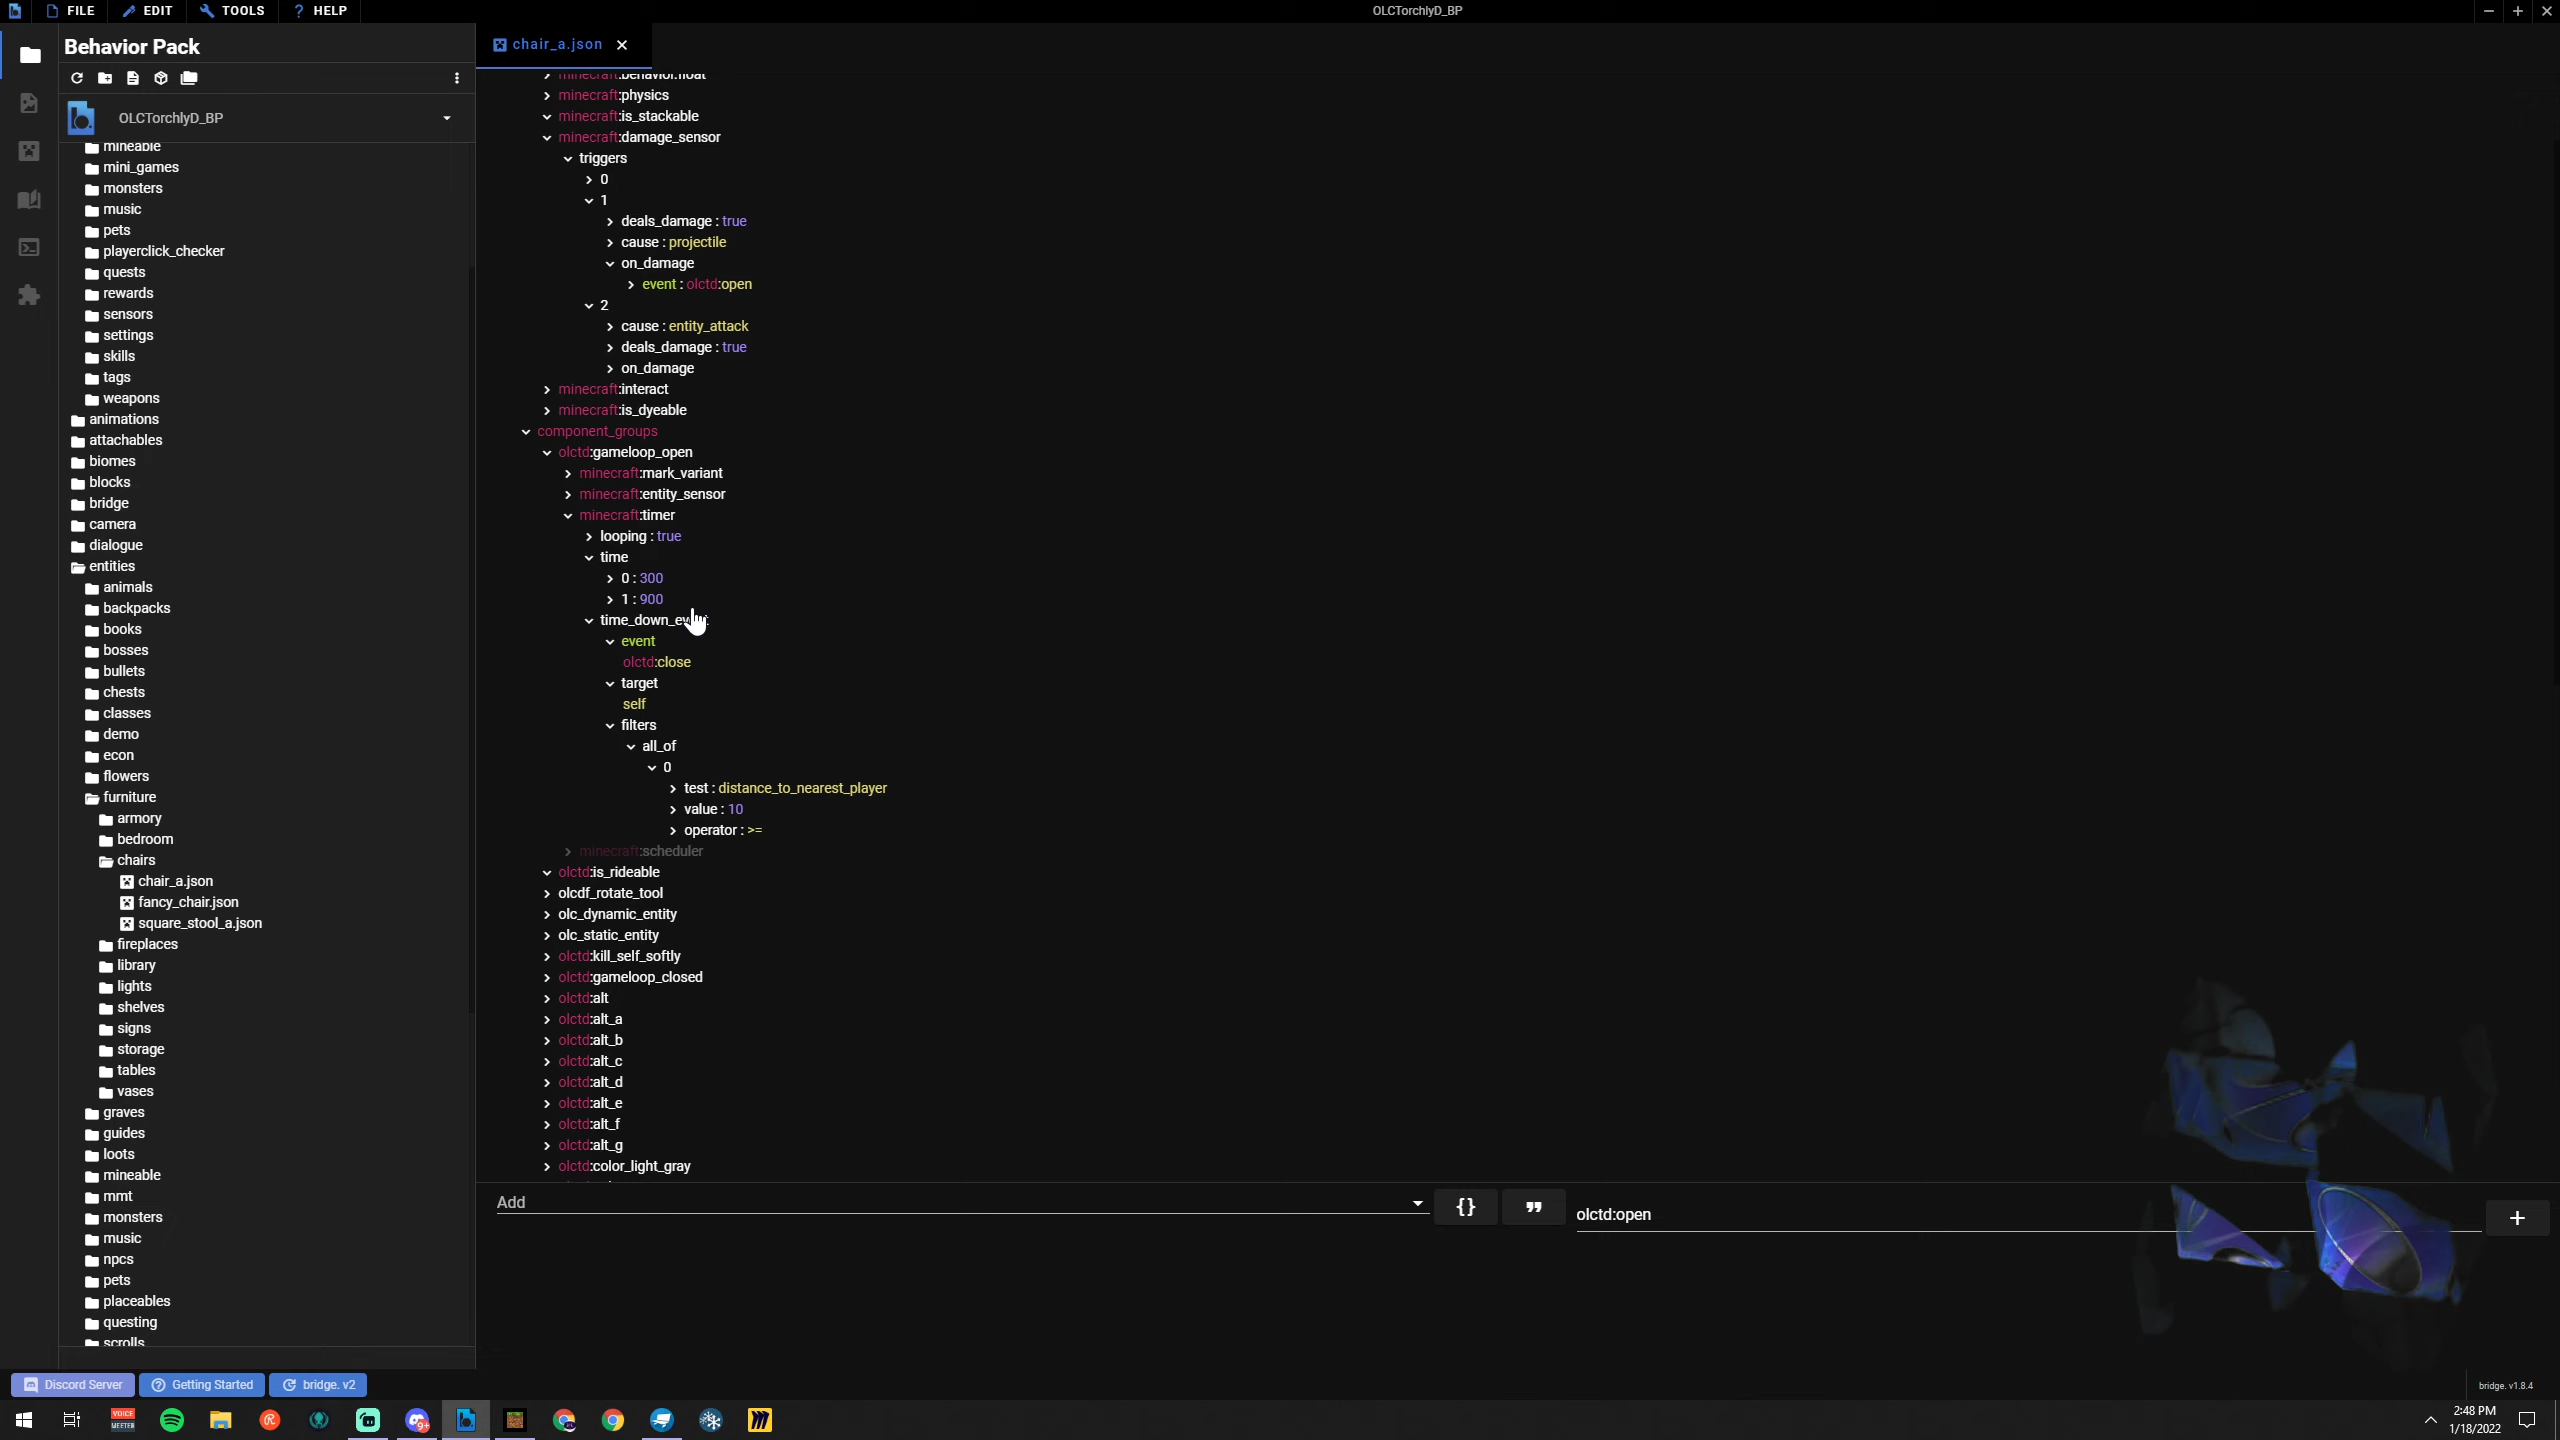 FILE EDIT TOOLS HELP OLCTorchlyD_BP
Behavior Pack
OLCTorchlyD_BP
mineable
mini_games
monsters
music
pets
playerclick_checker
quests
rewards
sensors
settings
skills
tags
weapons
animations
attachables
biomes
blocks
bridge
camera
dialogue
entities
animals
backpacks
books
bosses
bullets
chests
classes
demo
econ
flowers
furniture
armory
bedroom
chairs
chair_a.json
fancy_chair.json
square_stool_a.json
fireplaces
library
lights
shelves
signs
storage
tables
vases
graves
guides
loots
mineable
mmt
monsters
music
npcs
pets
placeables
questing
scrolls
chair_a.json
minecraft:behavior.float
minecraft:physics
minecraft:is_stackable
minecraft:damage_sensor
triggers
0
1
deals_damage : true
cause : projectile
on_damage
event : olctd:open
2
cause : entity_attack
deals_damage : true
on_damage
minecraft:interact
minecraft:is_dyeable
component_groups
olctd:gameloop_open
minecraft:mark_variant
minecraft:entity_sensor
minecraft:timer
looping : true
time
0 : 300
1 : 900
event
olctd:close
target
self
filters
all_of
0
test : distance_to_nearest_player
value : 10
operator : >=
minecraft:scheduler
olctd:is_rideable
olcdf_rotate_tool
olc_dynamic_entity
olc_static_entity
olctd:kill_self_softly
olctd:gameloop_closed
olctd:alt
olctd:alt_a
olctd:alt_b
olctd:alt_c
olctd:alt_d
olctd:alt_e
olctd:alt_f
olctd:alt_g
olctd:color_light_gray
Add {} olctd:open +
Discord Server Getting Started bridge. v2 bridge. v1.8.4
VOICE
MEETER
9+
2:48 PM
1/18/2022